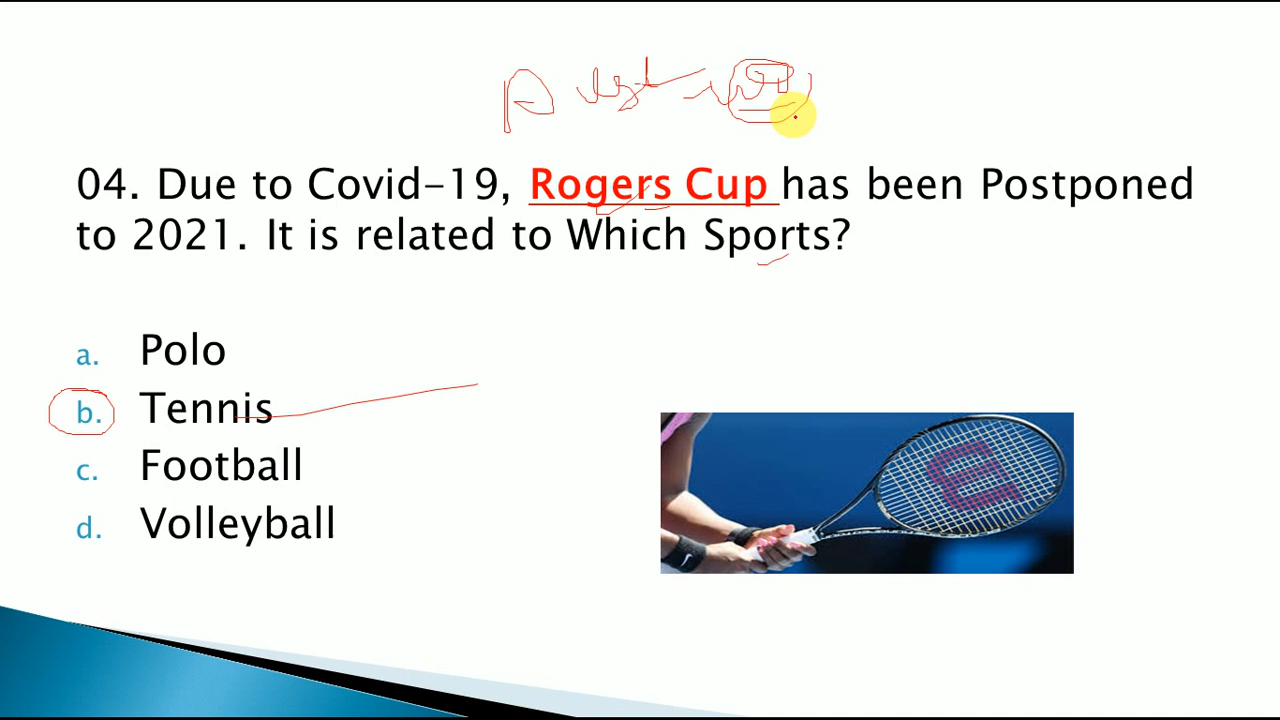 04. Due to Covid-19, Rogers Cup has been Postponed
to 2021. It is related to Which Sports?
a. Polo
b. Tennis
c. Football
d. Volleyball